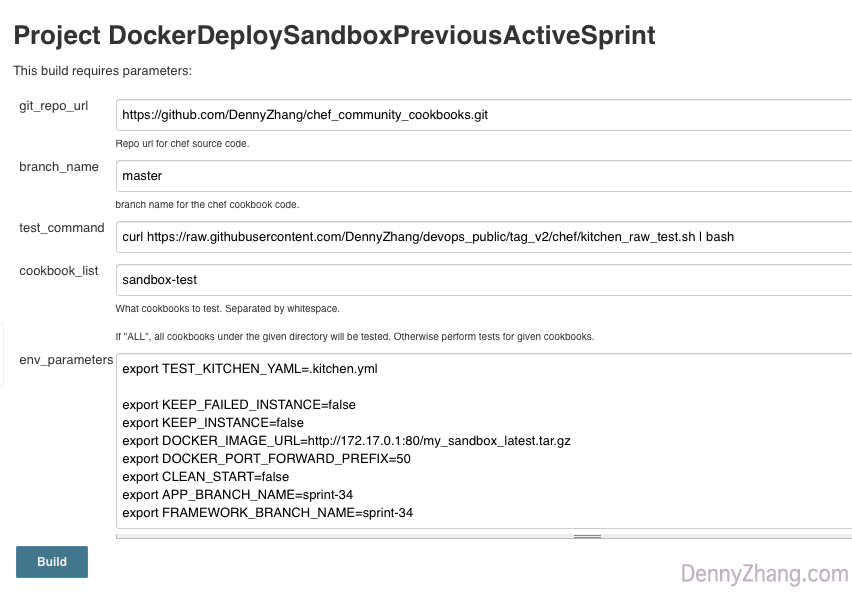 Project DockerDeploySandboxPreviousActiveSprint
This build requires parameters:
git_repo_url
https://github.com/DennyZhang/chef_community_cookbooks.git
Repo url for chef source code.
branch_name
master
branch name for the chef cookbook code.
test_command
curl https://raw.githubusercontent.com/DennyZhang/devops_public/tag_v2/chef/kitchen_raw_test.sh | bash
cookbook_list
sandbox-test
What cookbooks to test. Separated by whitespace.
If "ALL", all cookbooks under the given directory will be tested. Otherwise perform tests for given cookbooks.
env_parameters
export TEST_KITCHEN_YAML=.kitchen.yml
export KEEP_FAILED_INSTANCE=false
export KEEP_INSTANCE=false
export DOCKER_IMAGE_URL=http://172.17.0.1:80/my_sandbox_latest.tar.gz
export DOCKER_PORT_FORWARD_PREFIX=50
export CLEAN_START=false
export APP_BRANCH_NAME=sprint-34
export FRAMEWORK_BRANCH_NAME=sprint-34
Build
DennyZhang.com